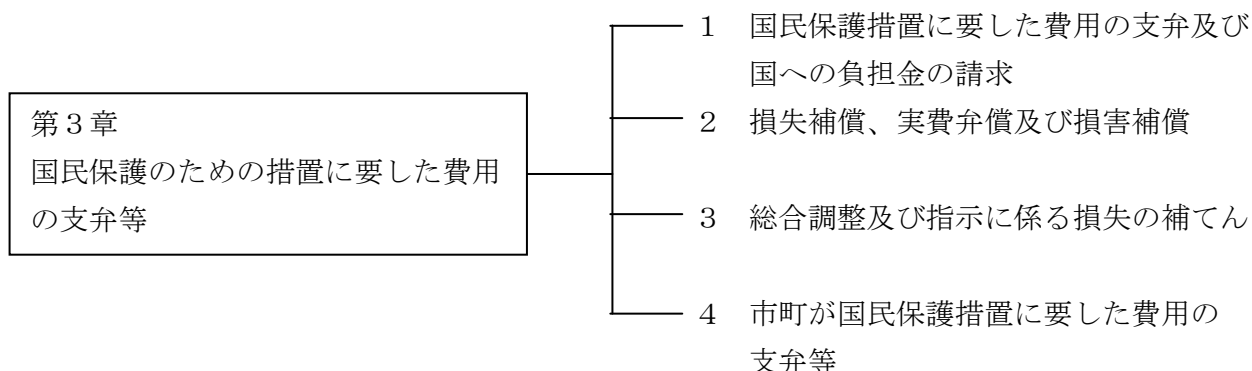 第３章
国民保護のための措置に要した費用
の支弁等
１　国民保護措置に要した費用の支弁及び
国への負担金の請求
２　損失補償、実費弁償及び損害補償
３　総合調整及び指示に係る損失の補てん
４　市町が国民保護措置に要した費用の
支弁等